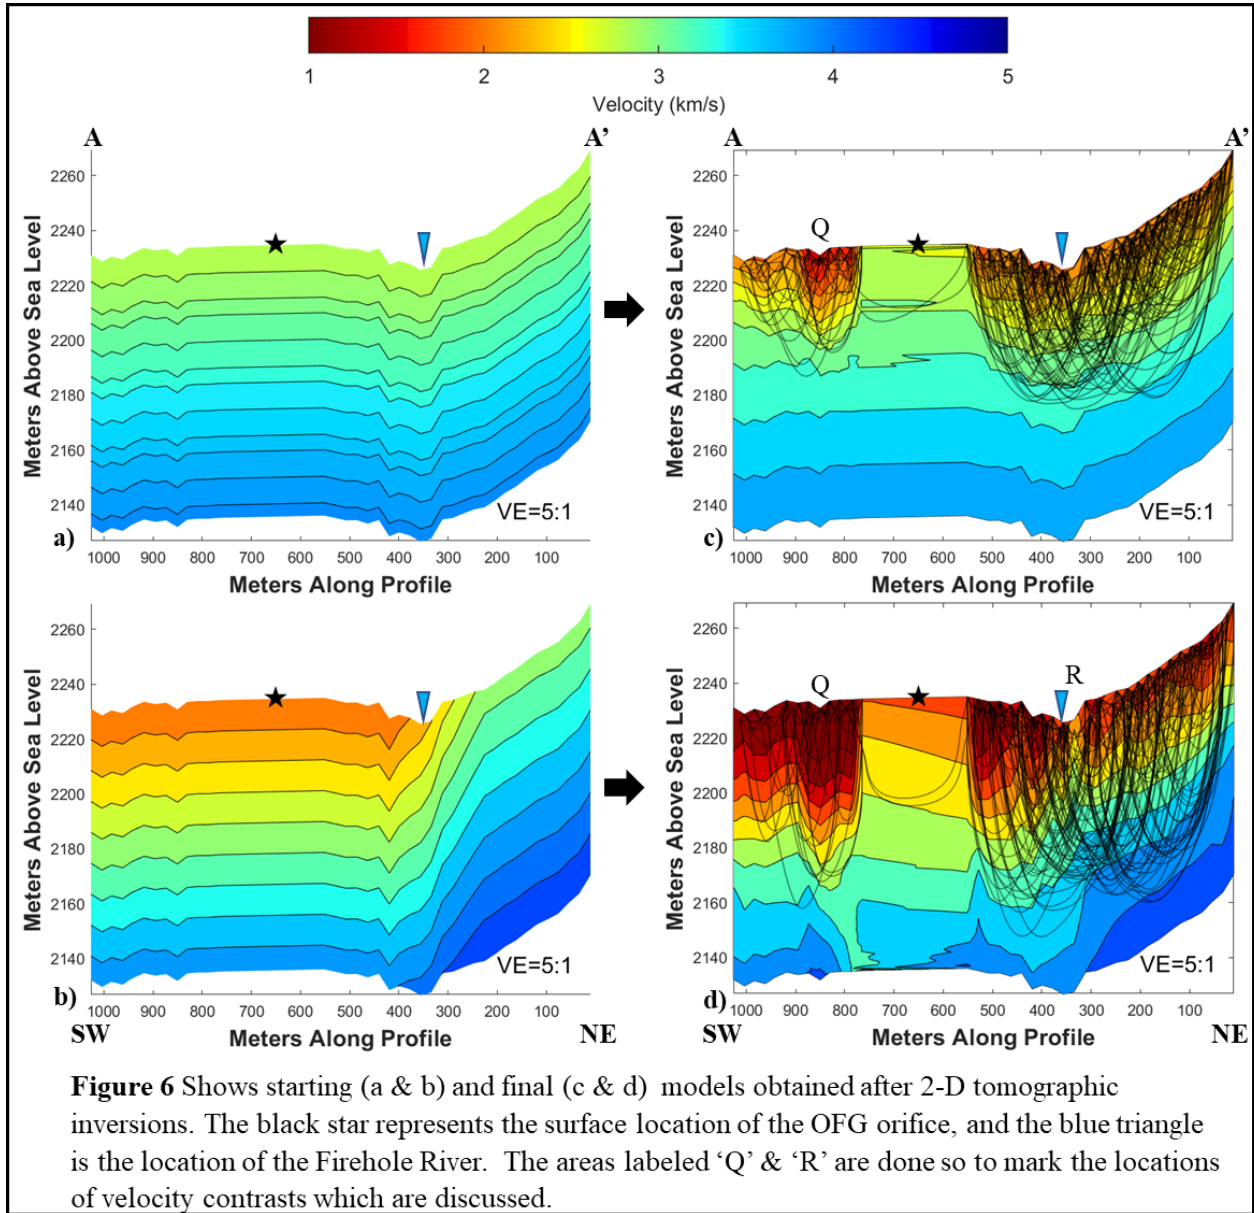 1 2 3 4 5
Velocity (km/s)
A A’
2260
2240
2220
2200
2180
2160
2140
Meters Above Sea Level
VE=5:1
a)
1000 900 800 700 600 500 400 300 200 100
Meters Along Profile
A A’
Q
2260
2240
2220
2200
2180
2160
2140
Meters Above Sea Level
VE=5:1
c)
1000 900 800 700 600 500 400 300 200 100
Meters Along Profile
2260
2240
2220
2200
2180
2160
2140
Meters Above Sea Level
VE=5:1
b)
1000 900 800 700 600 500 400 300 200 100
SW Meters Along Profile NE
Q R
2260
2240
2220
2200
2180
2160
2140
Meters Above Sea Level
VE=5:1
d)
1000 900 800 700 600 500 400 300 200 100
SW Meters Along Profile NE
Figure 6 Shows starting (a & b) and final (c & d) models obtained after 2-D tomographic
inversions. The black star represents the surface location of the OFG orifice, and the blue triangle
is the location of the Firehole River. The areas labeled ‘Q’ & ‘R’ are done so to mark the locations
of velocity contrasts which are discussed.